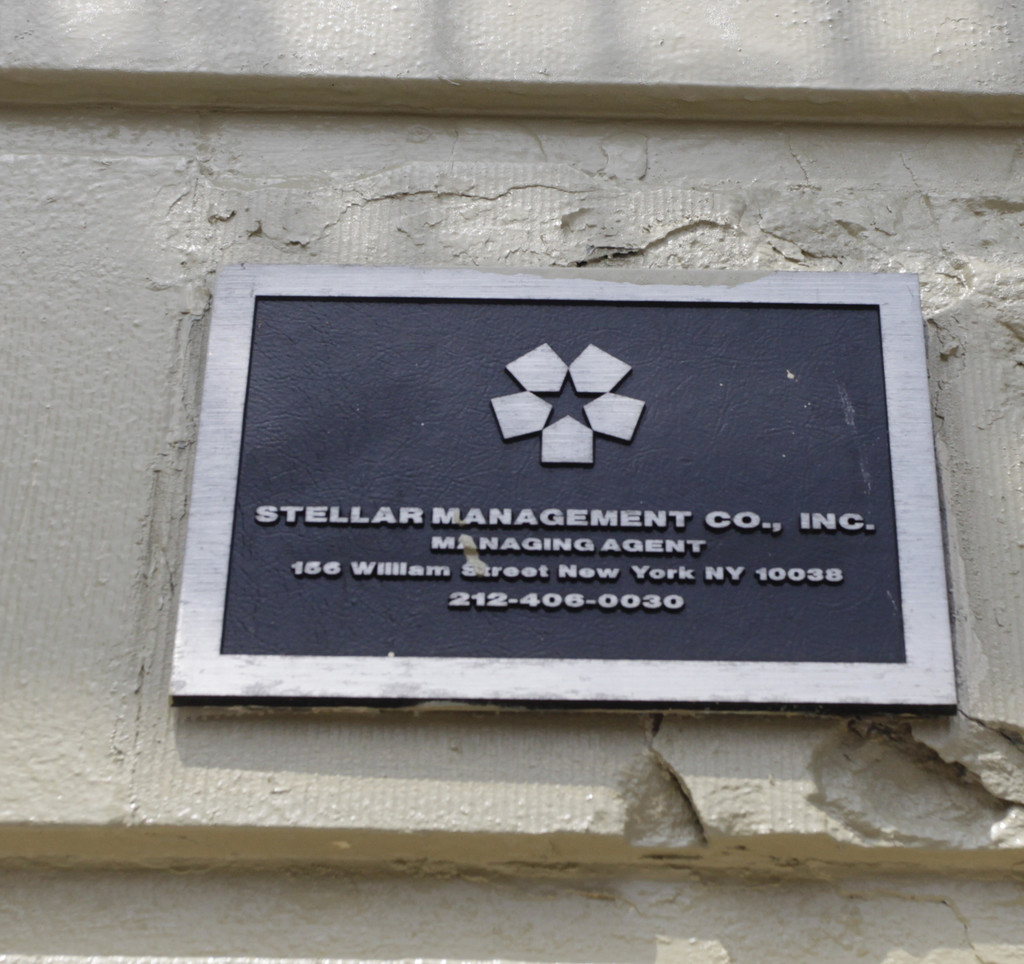 STELLAR MANAGEMENT CO., INC.
MANAGING AGENT
156 William Street New York NY 10038
212-406-0030